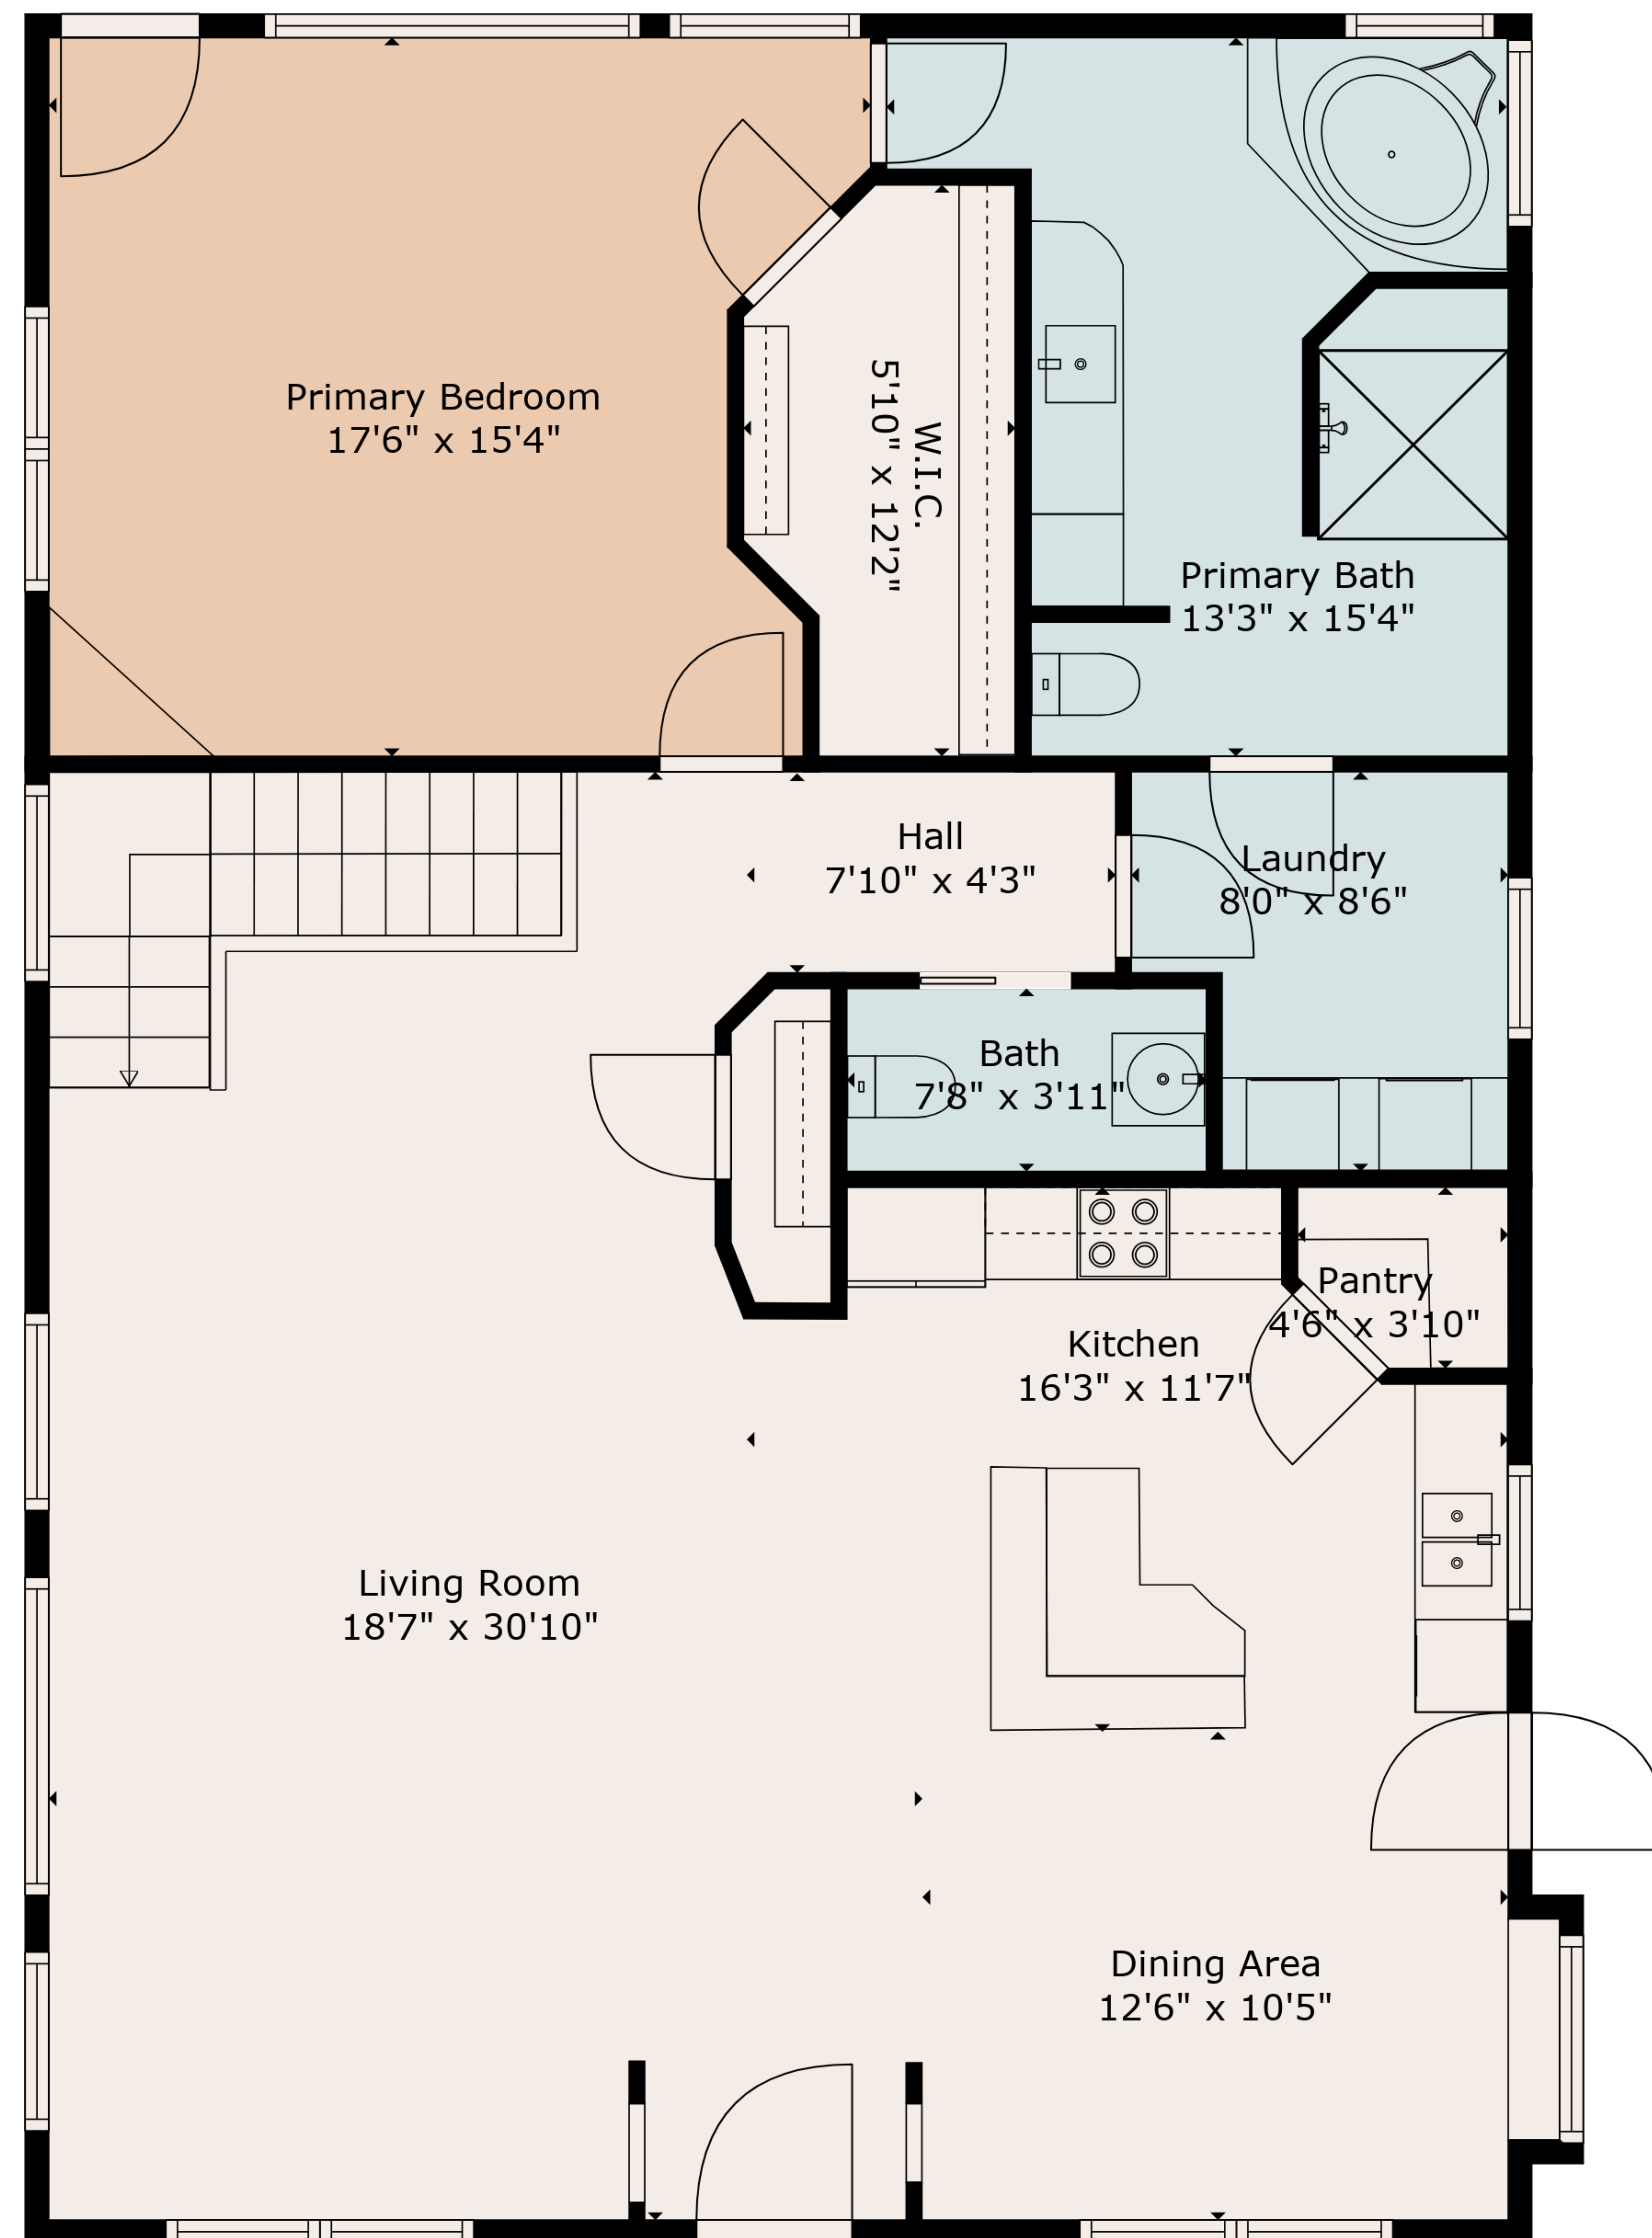 Primary Bedroom
17'6" x 15'4"
W.I.C.
5'10" x 12'2"
Primary Bath
13'3" x 15'4"
Hall
7'10" x 4'3"
Laundry
8'0" x 8'6"
Bath
7'8" x 3'11"
Pantry
4'6" x 3'10"
Kitchen
16'3" x 11'7"
Living Room
18'7" x 30'10"
Dining Area
12'6" x 10'5"